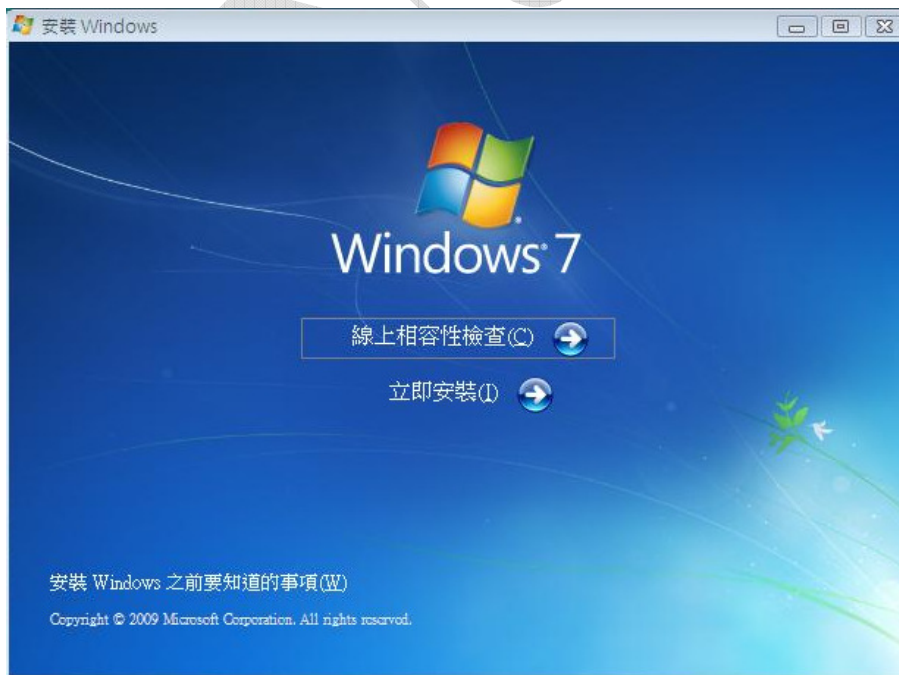 安裝 Windows
Windows 7
線上相容性檢查(C)
立即安裝(I)
安裝 Windows 之前要知道的事項(W)
Copyright © 2009 Microsoft Corporation. All rights reserved.